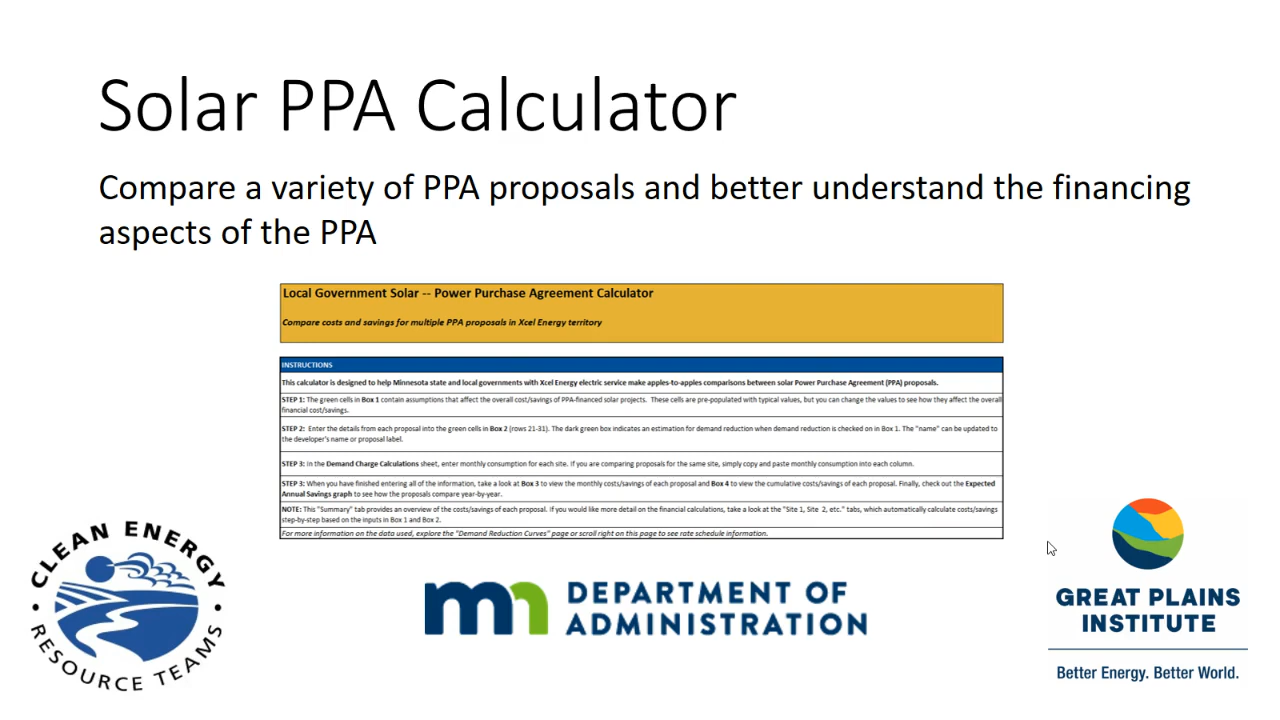 Solar PPA Calculator
Compare a variety of PPA proposals and better understand the financing
aspects of the PPA
Local Government Solar -- Power Purchase Agreement Calculator
Compare costs and savings for multiple PPA proposals in Xcel Energy territory
INSTRUCTIONS
This calculator is designed to help Minnesota state and local governments with Xcel Energy electric service make apples-to-apples comparisons between solar Power Purchase Agreement (PPA) proposals.
STEP 1: The green cells in Box 1 contain assumptions that affect the overall cost/savings of PPA-financed solar projects. These cells are pre-populated with typical values, but you can change the values to see how they affect the overall
financial cost/savings.
STEP 2: Enter the details from each proposal into the green cells in Box 2 (rows 21-31). The dark green box indicates an estimation for demand reduction when demand reduction is checked on in Box 1. The "name" can be updated to
the developer's name or proposal label.
STEP 3: In the Demand Charge Calculations sheet, enter monthly consumption for each site. If you are comparing proposals for the same site, simply copy and paste monthly consumption into each column.
STEP 3: When you have finished entering all of the information, take a look at Box 3 to view the monthly costs/savings of each proposal and Box 4 to view the cumulative costs/savings of each proposal. Finally, check out the Expected
Annual Savings graph to see how the proposals compare year-by-year.
NOTE: This "Summary" tab provides an overview of the costs/savings of each proposal. If you would like more detail on the financial calculations, take a look at the "Site 1, Site 2, etc." tabs, which automatically calculate costs/savings
step-by-step based on the inputs in Box 1 and Box 2.
For more information on the data used, explore the "Demand Reduction Curves" page or scroll right on this page to see rate schedule information.
CLEAN ENERGY
• RESOURCE TEAMS •
mn DEPARTMENT OF
ADMINISTRATION
GREAT PLAINS
INSTITUTE
Better Energy. Better World.